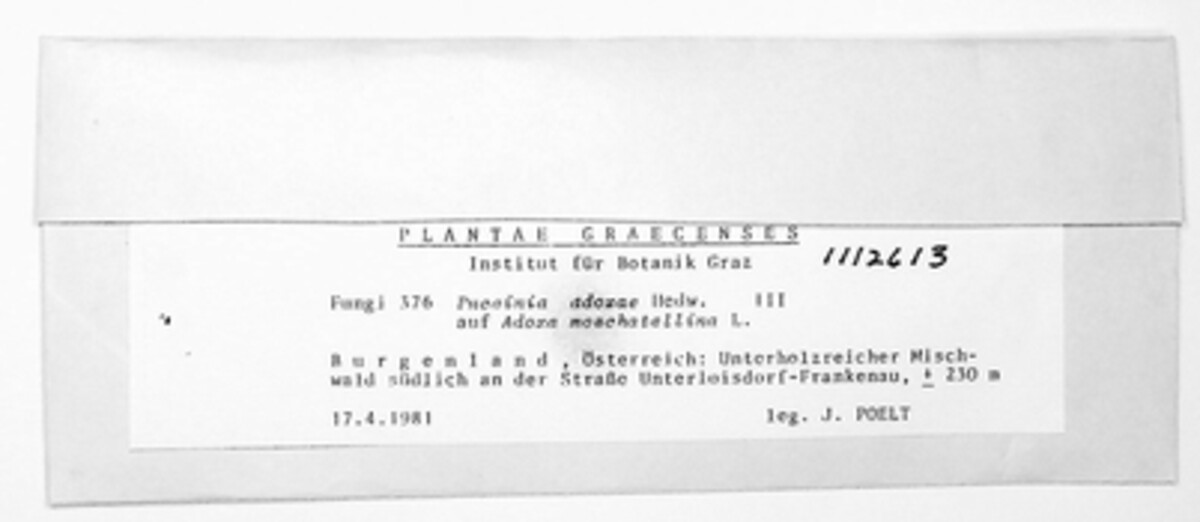 PLANTAE GRAECENSES
Institut für Botanik Graz
1112613
Fungi 376 Puccinia adoxae Hedw. III
auf Adoxa moschatellina L.
Burgenland, Österreich: Unterholzreicher Misch-
wald südlich an der Straße Unterloisdorf-Frankenau, ± 230 m
17.4.1981 leg. J. POELT